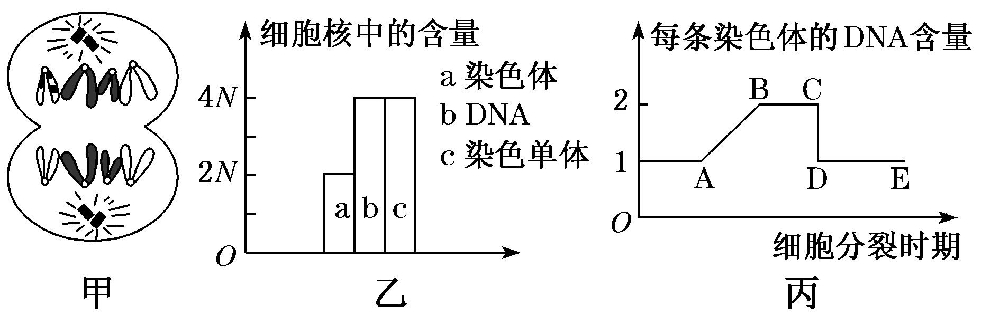 细胞核中的含量
a 染色体
b DNA
c 染色单体
4N
2N
a b c
O
甲
乙
每条染色体的DNA含量
2
1
B C
A D E
O
细胞分裂时期
丙